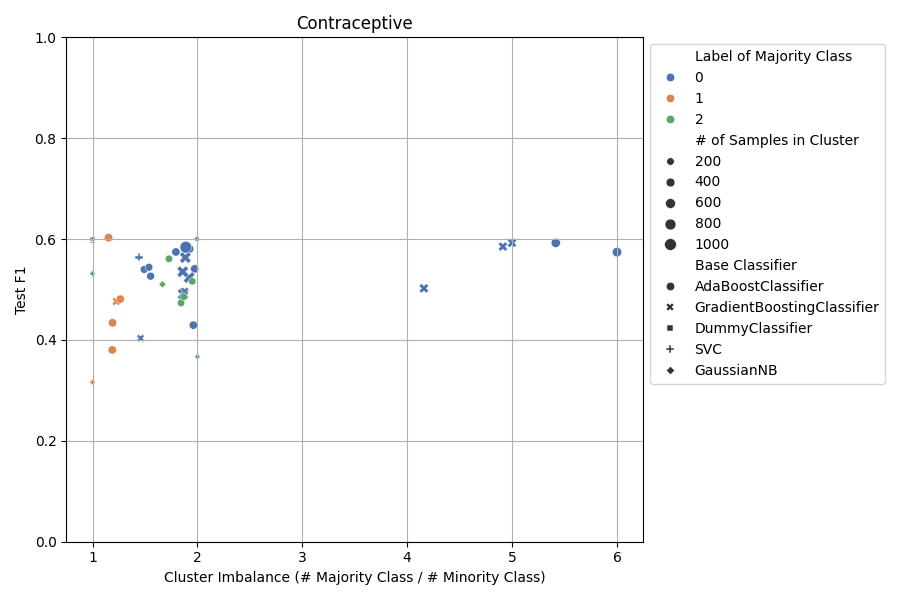 Contraceptive
1.0
0.8
0.6
0.4
0.2
0.0
Test F1
1
2
3
4
5
6
Cluster Imbalance (# Majority Class / # Minority Class)
Label of Majority Class
0
1
2
# of Samples in Cluster
200
400
600
800
1000
Base Classifier
AdaBoostClassifier
GradientBoostingClassifier
DummyClassifier
SVC
GaussianNB